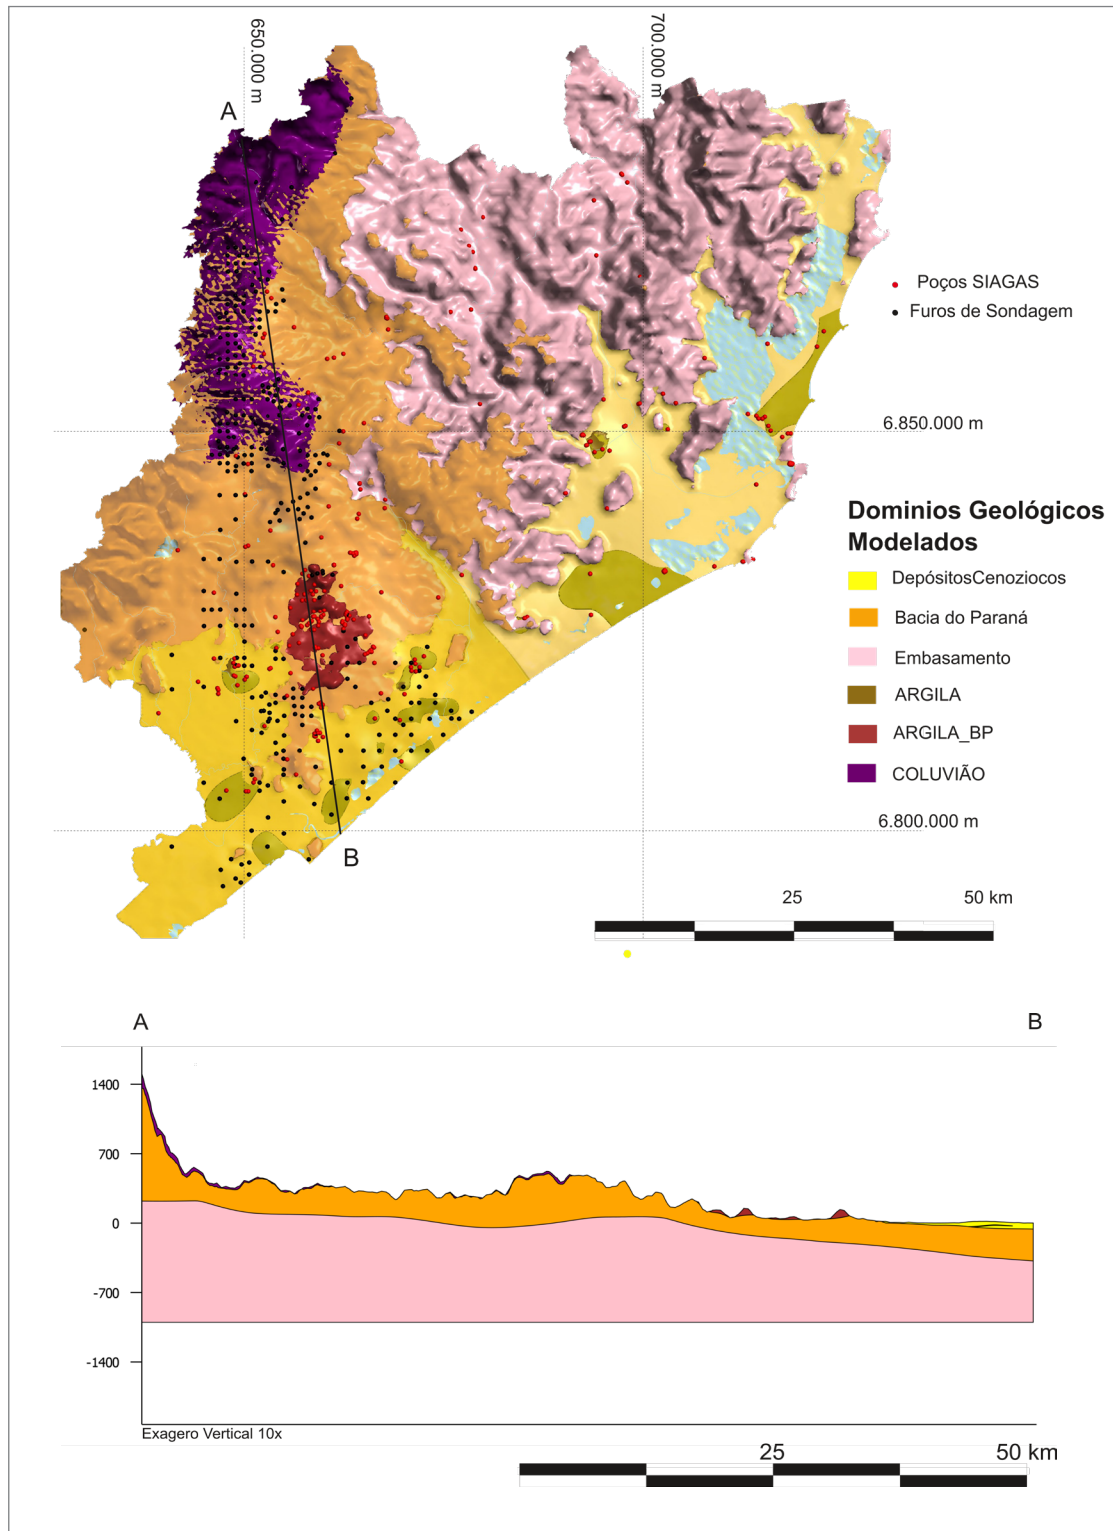 650.000 m
700.000 m
A
Poços SIAGAS
Furos de Sondagem
6.850.000 m
Dominios Geológicos
Modelados
DepósitosCenoziocos
Bacia do Paraná
Embasamento
ARGILA
ARGILA_BP
COLUVIÃO
6.800.000 m
B
25
50 km
A
B
1400
700
0
-700
-1400
Exagero Vertical 10x
25
50 km